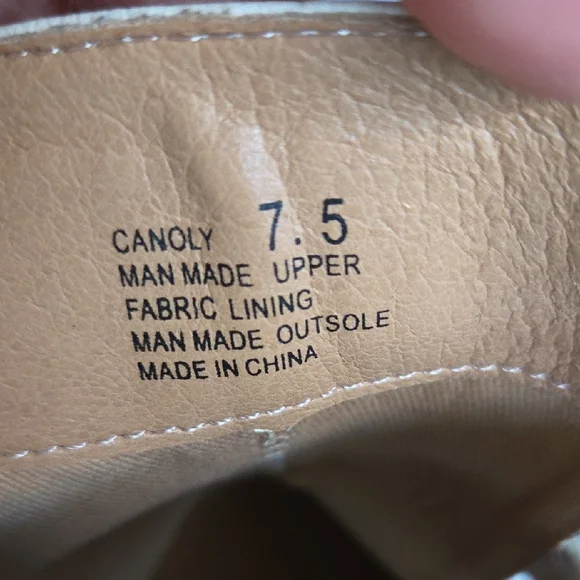 CANOLY 7.5
MAN MADE UPPER
FABRIC LINING
MAN MADE OUTSOLE
MADE IN CHINA